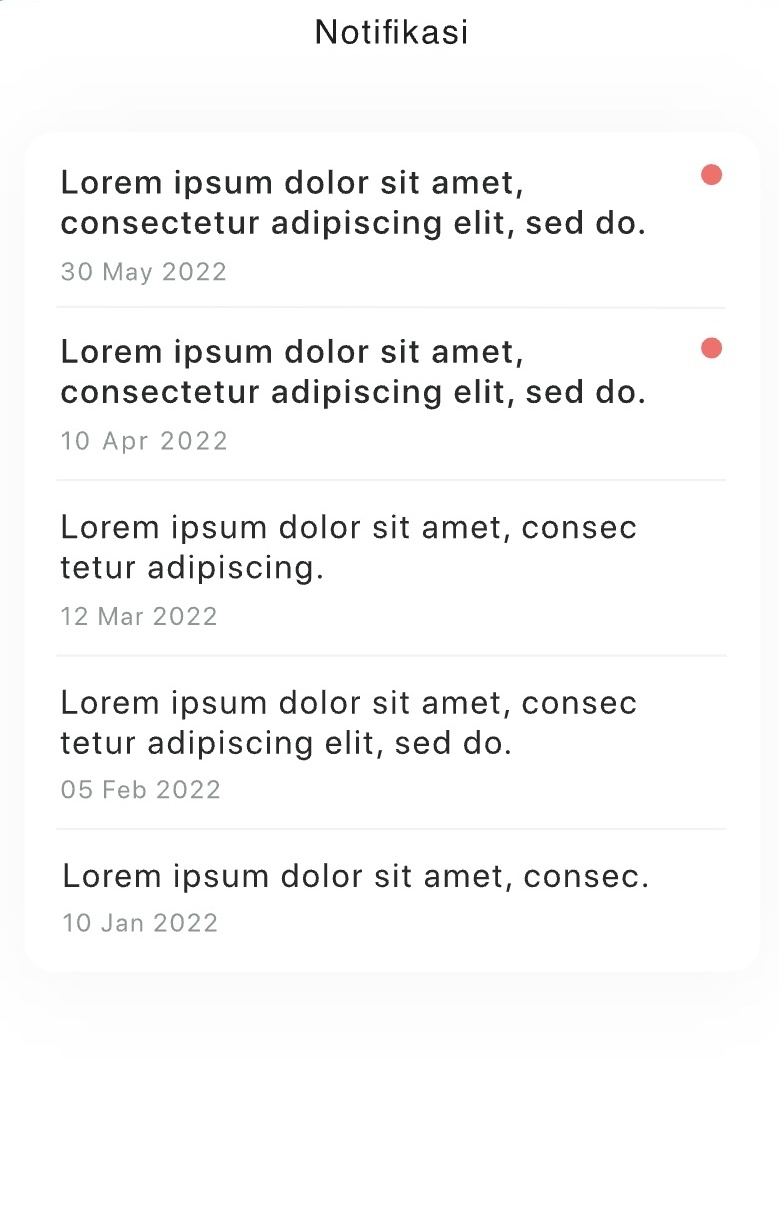 Notifikasi
Lorem ipsum dolor sit amet,
consectetur adipiscing elit, sed do.
30 May 2022
Lorem ipsum dolor sit amet,
consectetur adipiscing elit, sed do.
10 Apr 2022
Lorem ipsum dolor sit amet, consec
tetur adipiscing.
12 Mar 2022
Lorem ipsum dolor sit amet, consec
tetur adipiscing elit, sed do.
05 Feb 2022
Lorem ipsum dolor sit amet, consec.
10 Jan 2022